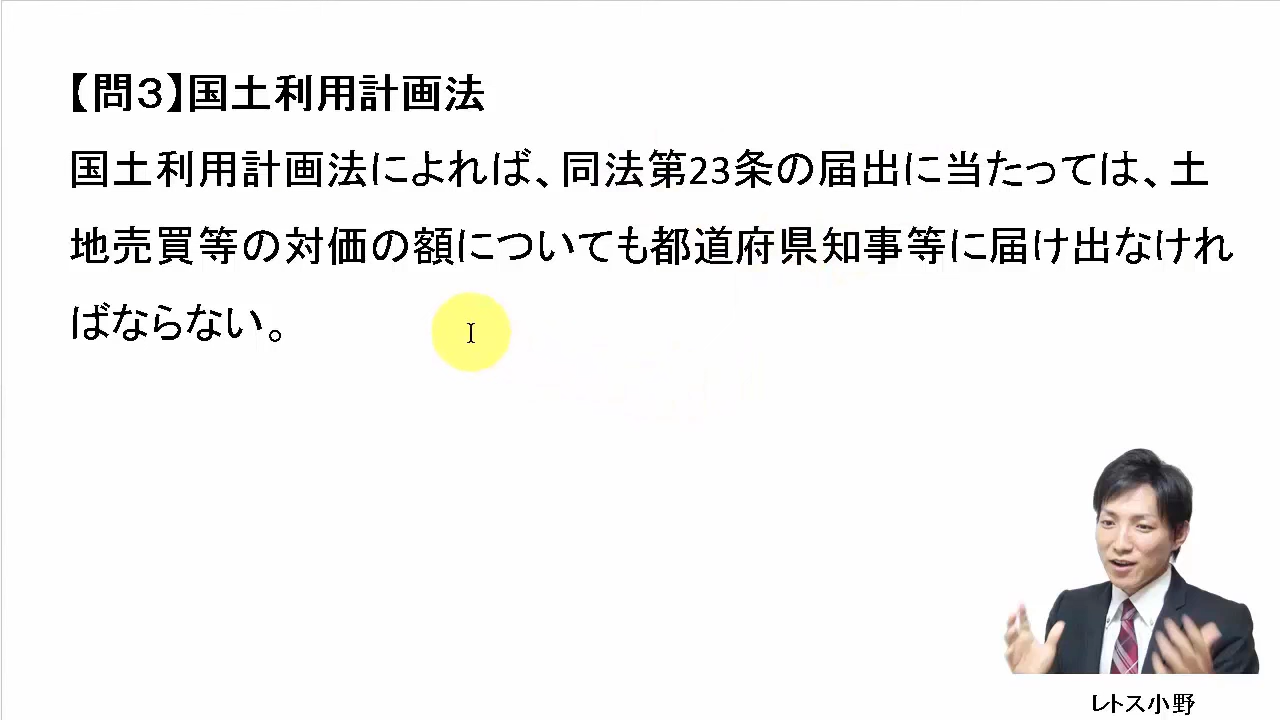 【問３】国土利用計画法
国土利用計画法によれば、同法第23条の届出に当たっては、土
地売買等の対価の額についても都道府県知事等に届け出なけれ
ばならない。
レトス小野